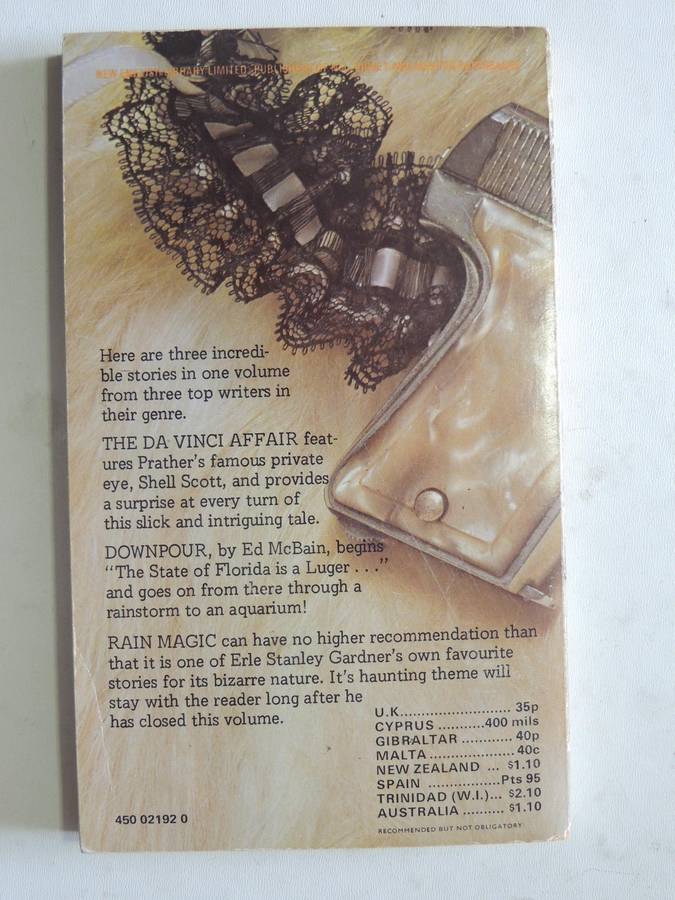 NEW ENGLISH LIBRARY LIMITED
Here are three incredi-
ble stories in one volume
from three top writers in
their genre.
THE DA VINCI AFFAIR feat-
ures Prather's famous private
eye, Shell Scott, and provides
a surprise at every turn of
this slick and intriguing tale.
DOWNPOUR, by Ed McBain, begins
"The State of Florida is a Luger . . ."
and goes on from there through a
rainstorm to an aquarium!
RAIN MAGIC can have no higher recommendation than
that it is one of Erle Stanley Gardner's own favourite
stories for its bizarre nature. It's haunting theme will
stay with the reader long after he
has closed this volume.
U.K.......................... 35p
CYPRUS ...........400 mils
GIBRALTAR ............ 40p
MALTA .................... 40c
NEW ZEALAND ... $1.10
SPAIN .................Pts 95
TRINIDAD (W.I.)... $2.10
AUSTRALIA .......... $1.10
RECOMMENDED BUT NOT OBLIGATORY
450 02192 0